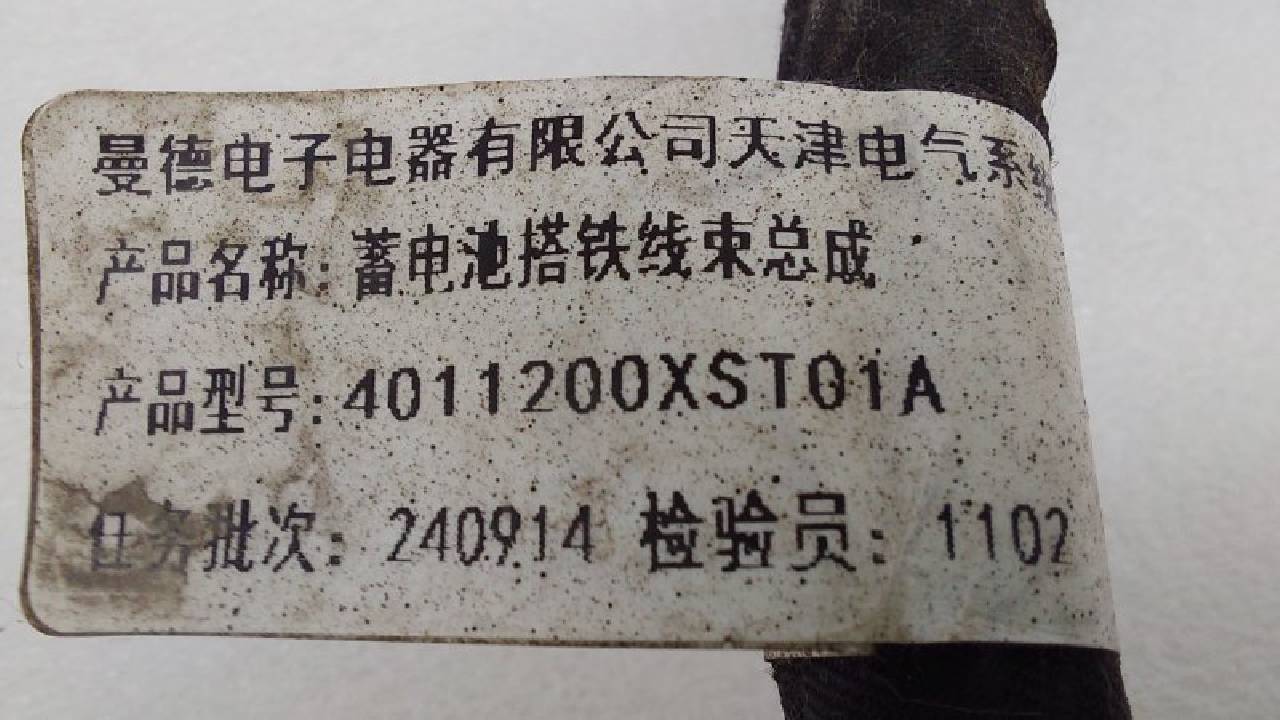 曼德电子电器有限公司天津电气系
产品名称:蓄电池搭铁线束总成
产品型号:4011200XST01A
任务批次:240914 检验员:1102